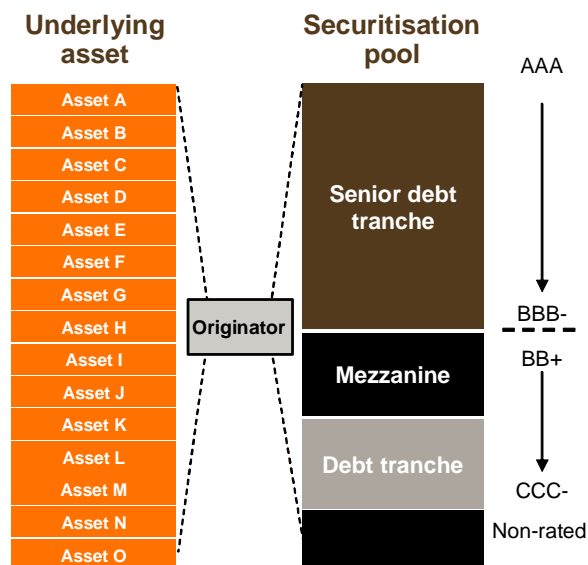 Underlying
asset
Asset A
Asset B
Asset C
Asset D
Asset E
Asset F
Asset G
Asset H
Asset I
Asset J
Asset K
Asset L
Asset M
Asset N
Asset O
Originator
Securitisation
pool
Senior debt
tranche
Mezzanine
Debt tranche
AAA
BBB-
BB+
CCC-
Non-rated